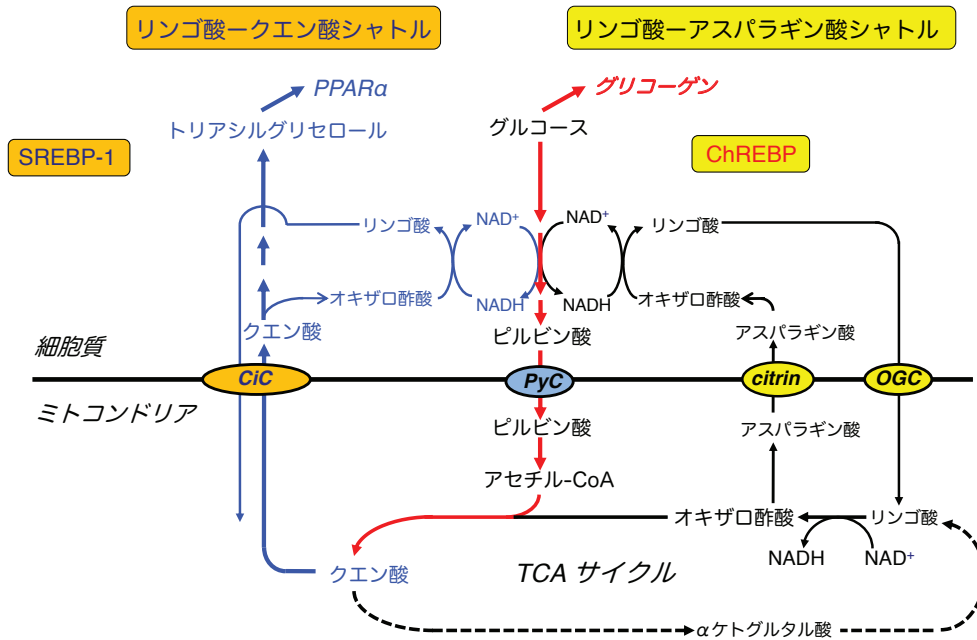 リンゴ酸ークエン酸シャトル
リンゴ酸ーアスパラギン酸シャトル
PPARα
グリコーゲン
トリアシルグリセロール
グルコース
SREBP-1
ChREBP
リンゴ酸
NAD+
NAD+
リンゴ酸
オキザロ酢酸
NADH
NADH
オキザロ酢酸
クエン酸
ピルビン酸
アスパラギン酸
細胞質
CiC
PyC
citrin
OGC
ミトコンドリア
ピルビン酸
アスパラギン酸
アセチル-CoA
オキザロ酢酸
リンゴ酸
NADH
NAD+
クエン酸
TCA サイクル
αケトグルタル酸